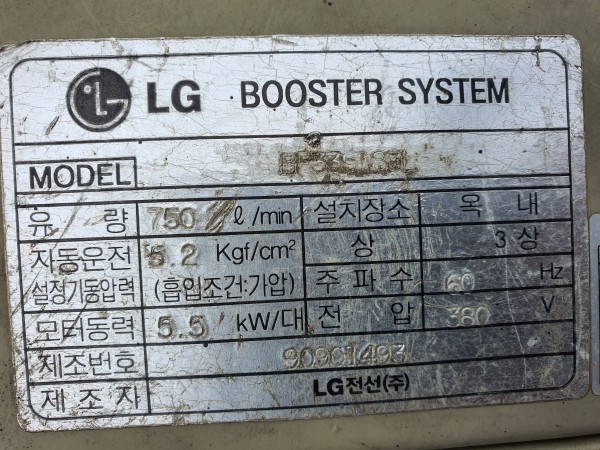 LG BOOSTER SYSTEM
MODEL
유 량 750 ℓ/min 설치장소 옥 내
자동운전 5.2 Kgf/cm² 상 3상
설정기동압력 (흡입조건:가압) 주 파 수 60 Hz
모터동력 5.5 kW/대 전 압 380 V
제조번호 90901493
제 조 자 LG전선(주)